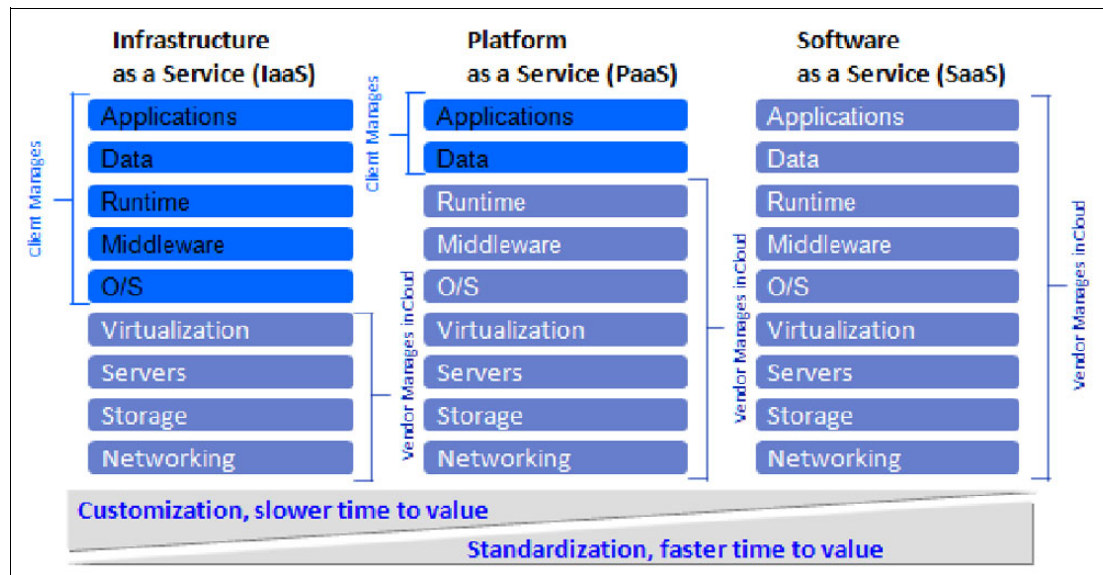 Infrastructure
as a Service (IaaS)
Client Manages
Applications
Data
Runtime
Middleware
O/S
Virtualization
Servers
Storage
Networking
Vendor Manages in Cloud
Platform
as a Service (PaaS)
Client Manages
Applications
Data
Runtime
Middleware
O/S
Virtualization
Servers
Storage
Networking
Vendor Manages in Cloud
Software
as a Service (SaaS)
Applications
Data
Runtime
Middleware
O/S
Virtualization
Servers
Storage
Networking
Vendor Manages in Cloud
Customization, slower time to value
Standardization, faster time to value